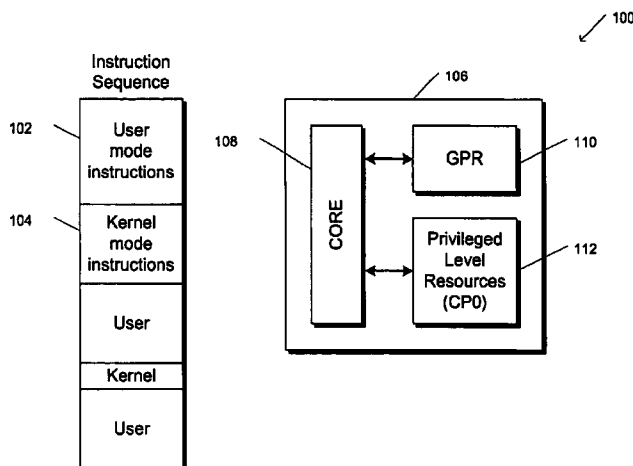 100
Instruction
Sequence
106
102
User
mode
instructions
108
GPR
110
104
Kernel
mode
instructions
CORE
Privileged
Level
Resources
(CP0)
112
User
Kernel
User